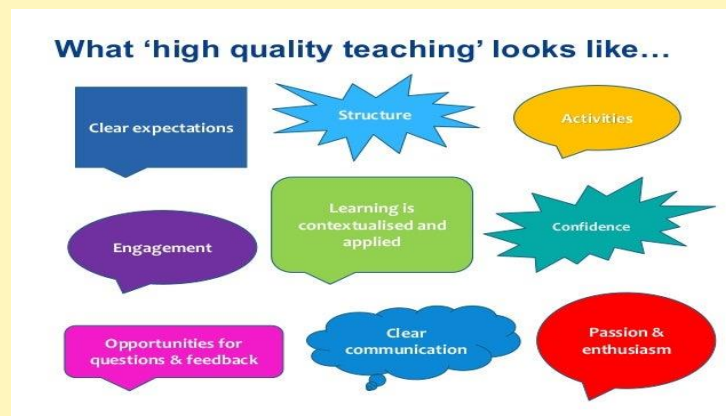 What ‘high quality teaching’ looks like...
Clear expectations
Structure
Activities
Engagement
Learning is
contextualised and
applied
Confidence
Opportunities for
questions & feedback
Clear
communication
Passion &
enthusiasm